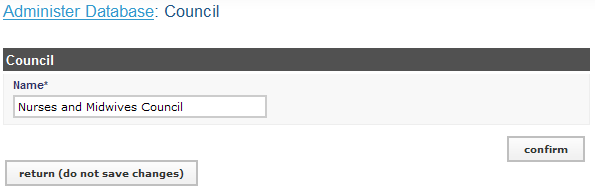 Administer Database: Council
Council
Name*
Nurses and Midwives Council
confirm
return (do not save changes)